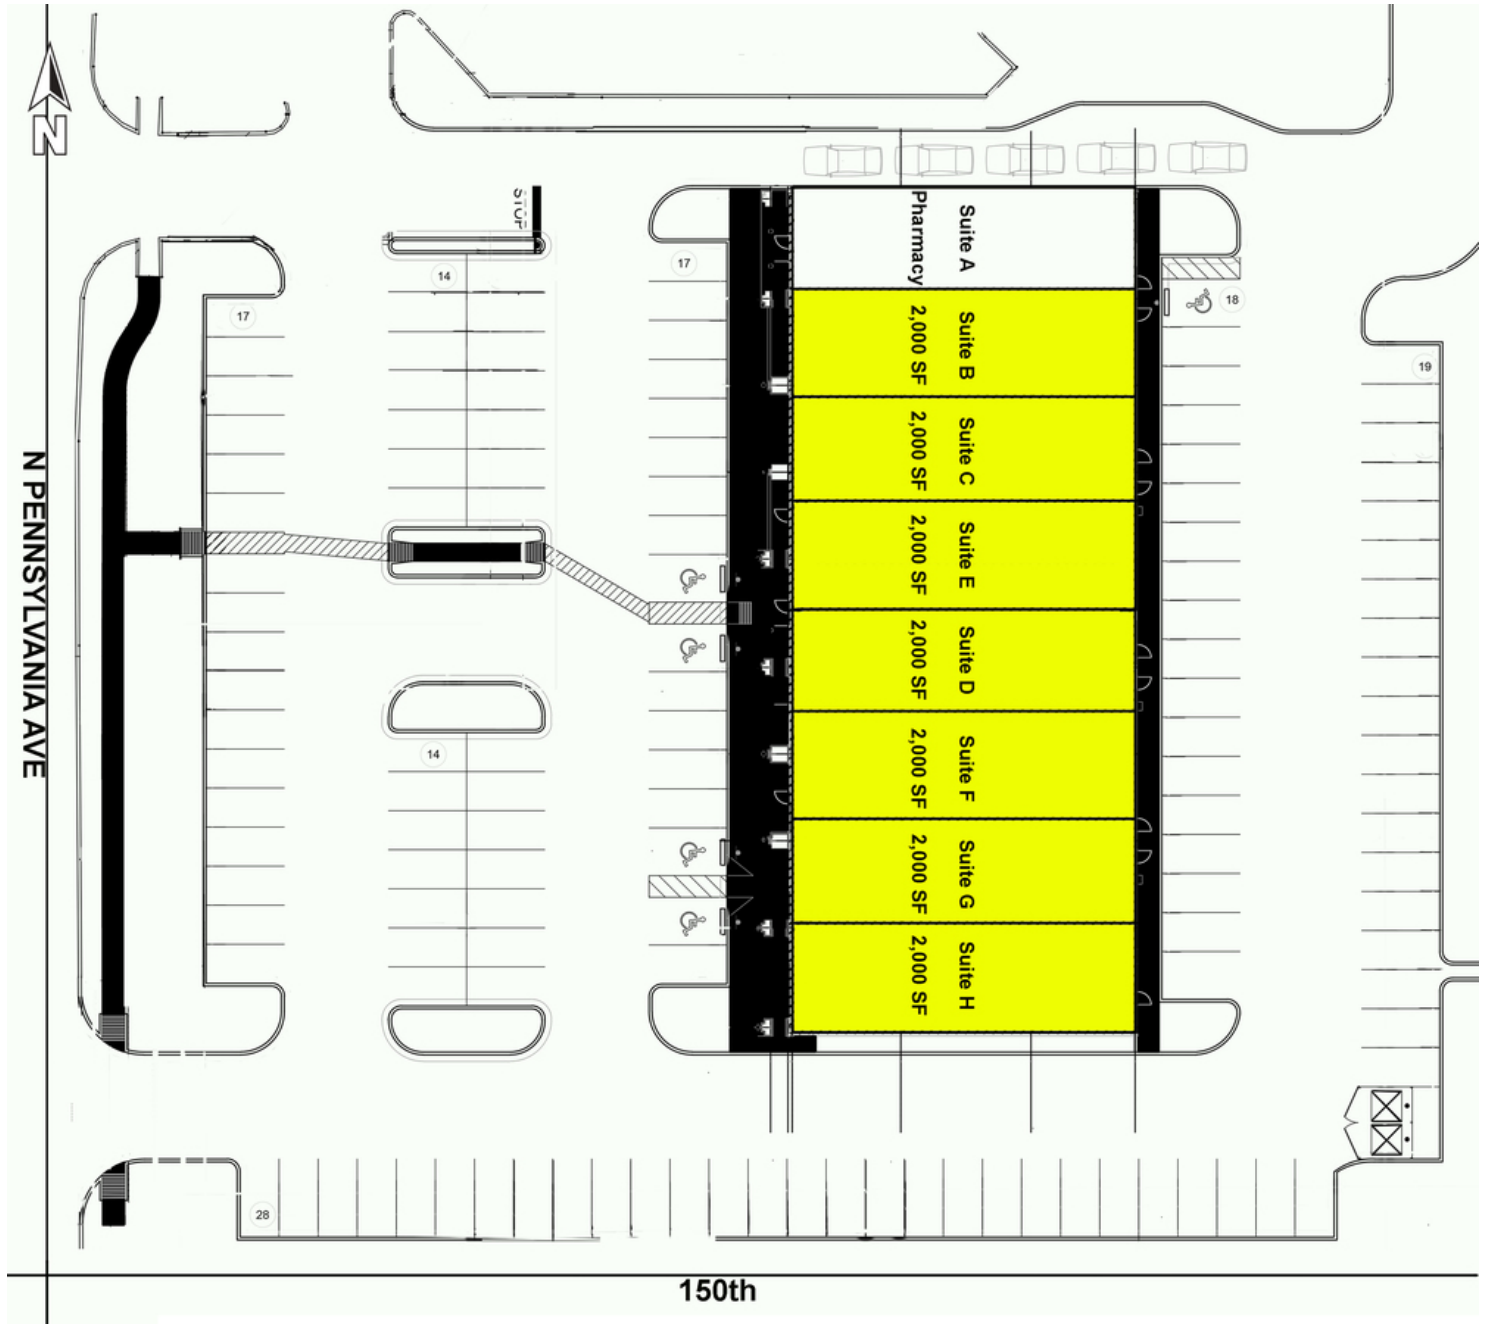 N
STOP
14
17
17
18
19
Suite A
Pharmacy
Suite B
2,000 SF
Suite C
2,000 SF
Suite E
2,000 SF
Suite D
2,000 SF
Suite F
2,000 SF
Suite G
2,000 SF
Suite H
2,000 SF
N PENNSYLVANIA AVE
14
28
150th